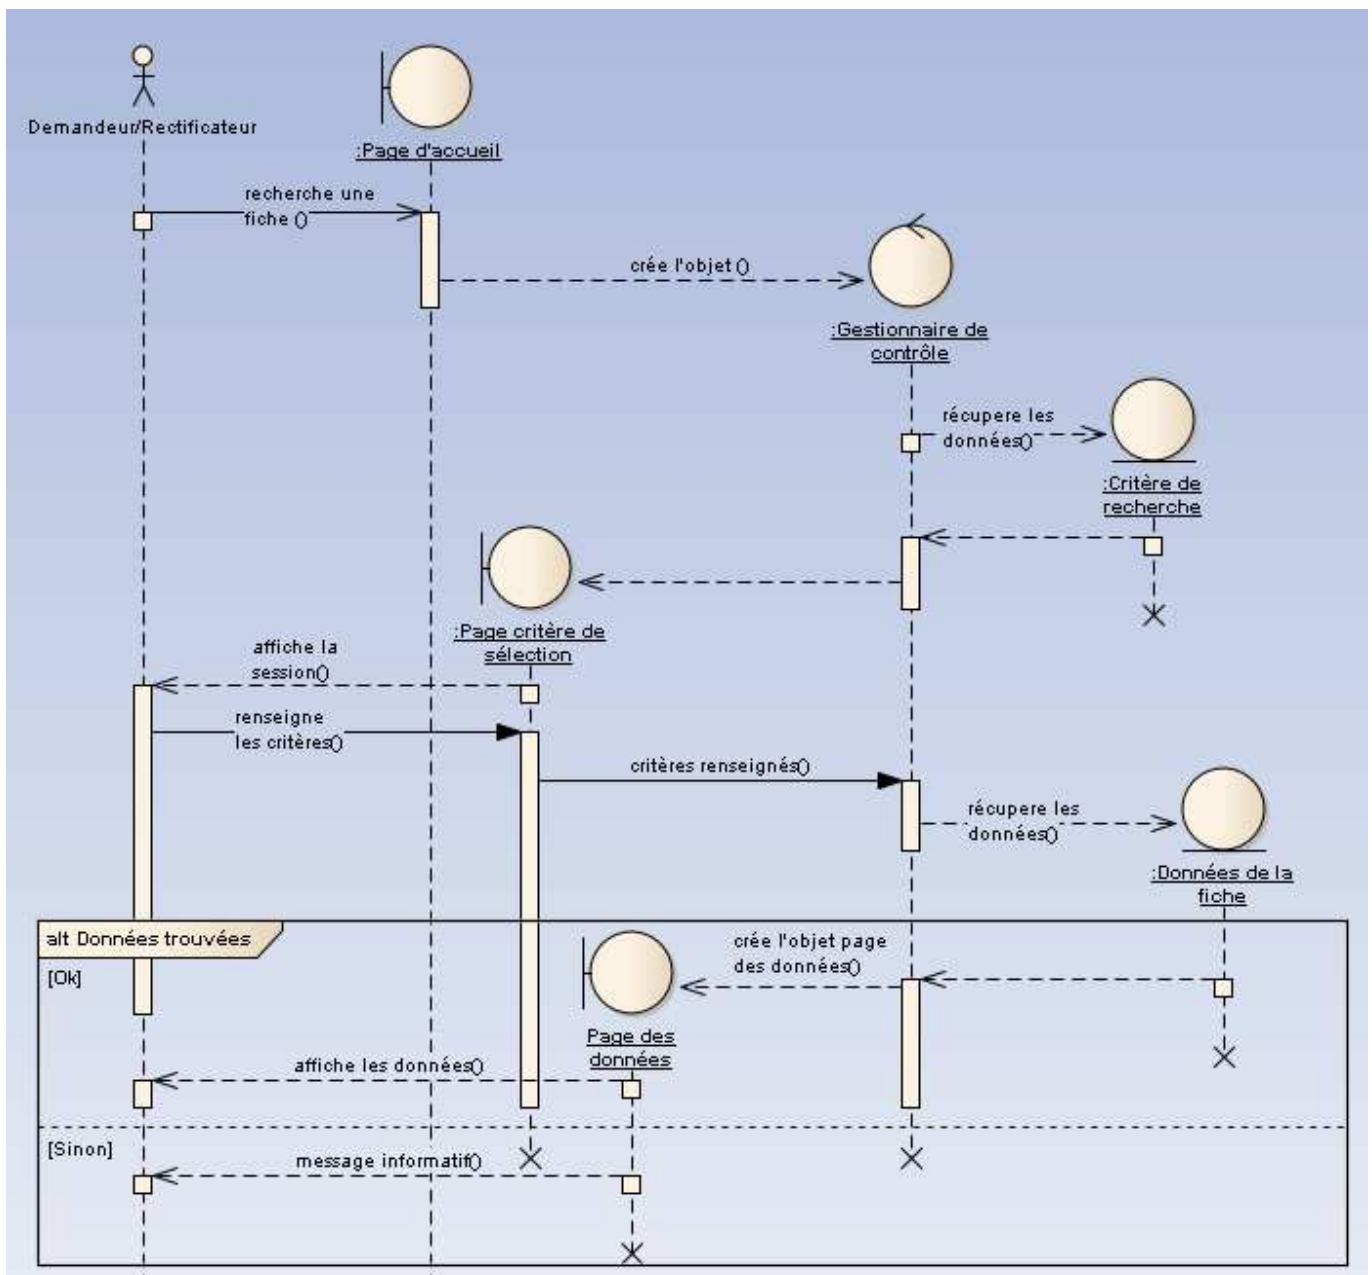 Demandeur/Rectificateur
:Page d'accueil
recherche une
fiche ()
crée l'objet ()
:Gestionnaire de
contrôle
récupere les
données()
:Critère de
recherche
:Page critère de
sélection
affiche la
session()
renseigne
les critères()
critères renseignés()
récupere les
données()
:Données de la
fiche
alt Données trouvées
[Ok]
crée l'objet page
des données()
Page des
données
affiche les données()
[Sinon]
message informatif()